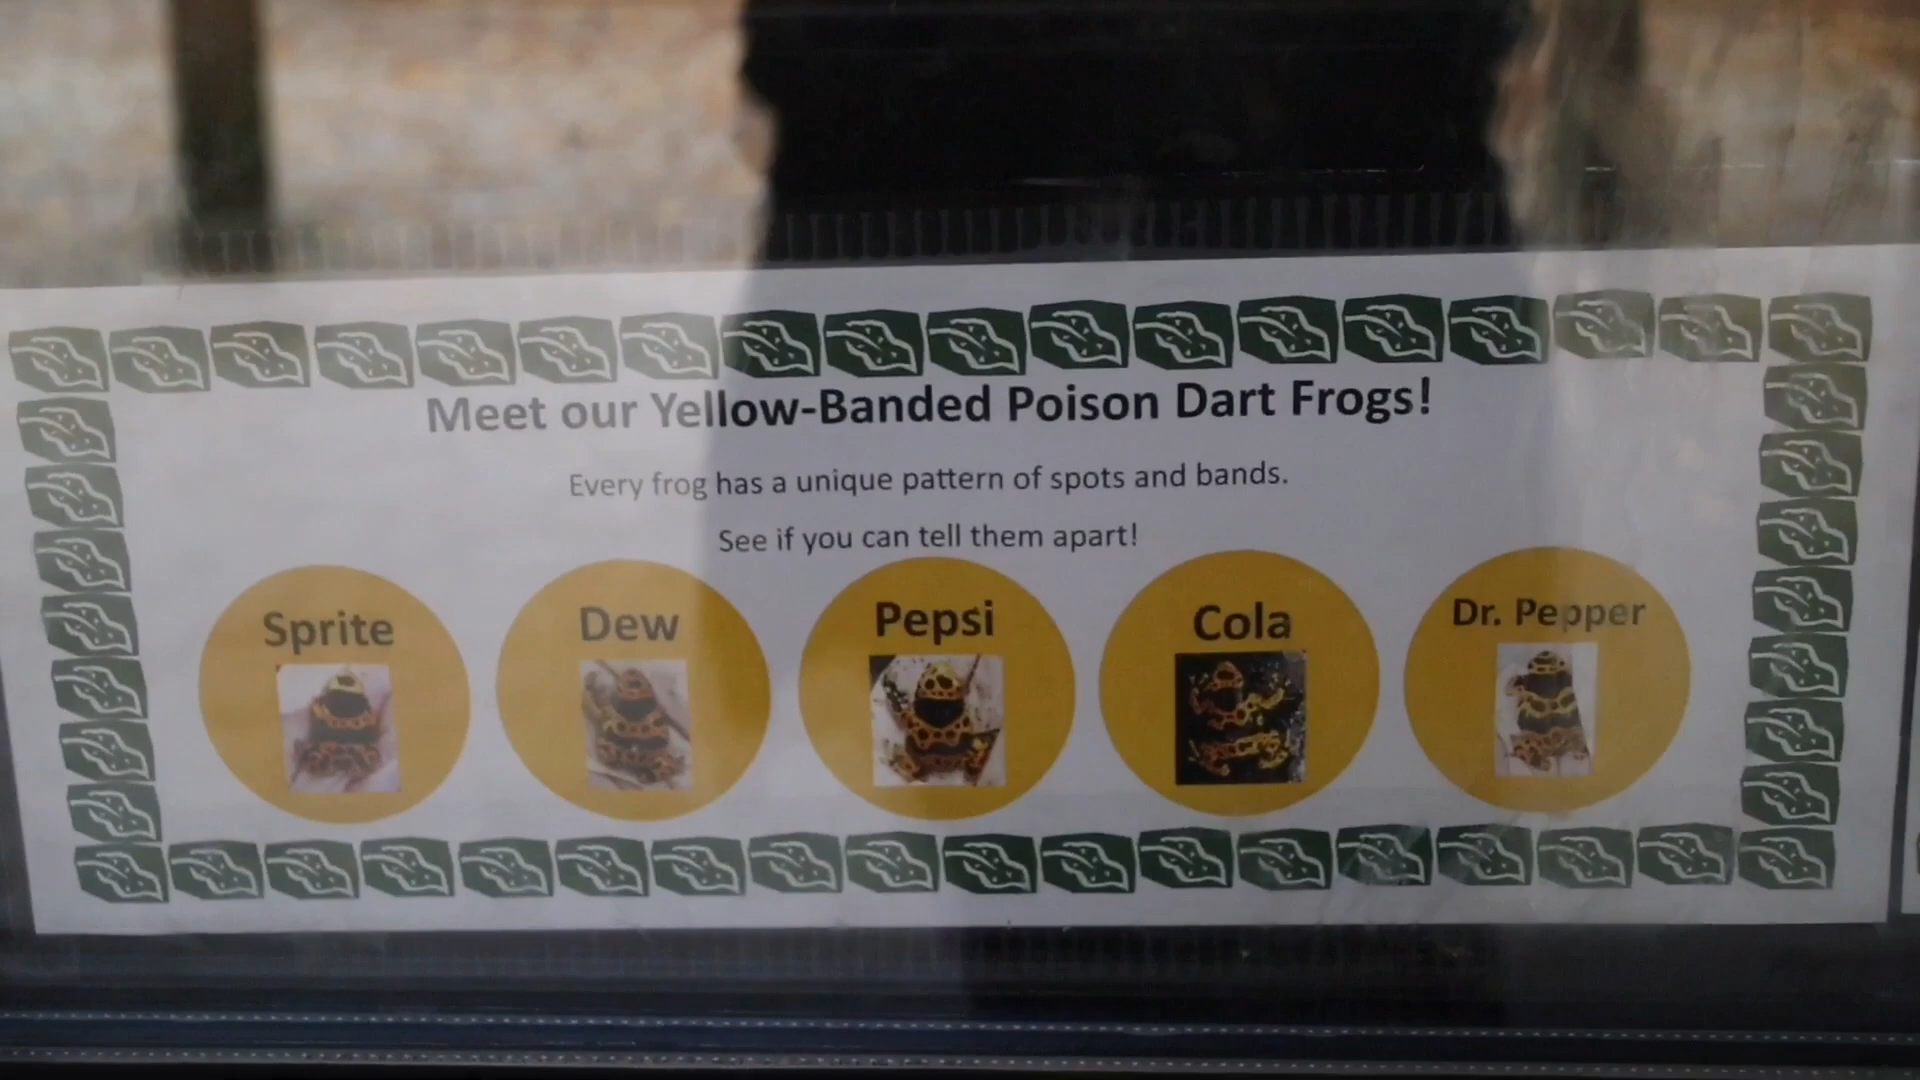 Meet our Yellow-Banded Poison Dart Frogs!
Every frog has a unique pattern of spots and bands.
See if you can tell them apart!
Sprite
Dew
Pepsi
Cola
Dr. Pepper